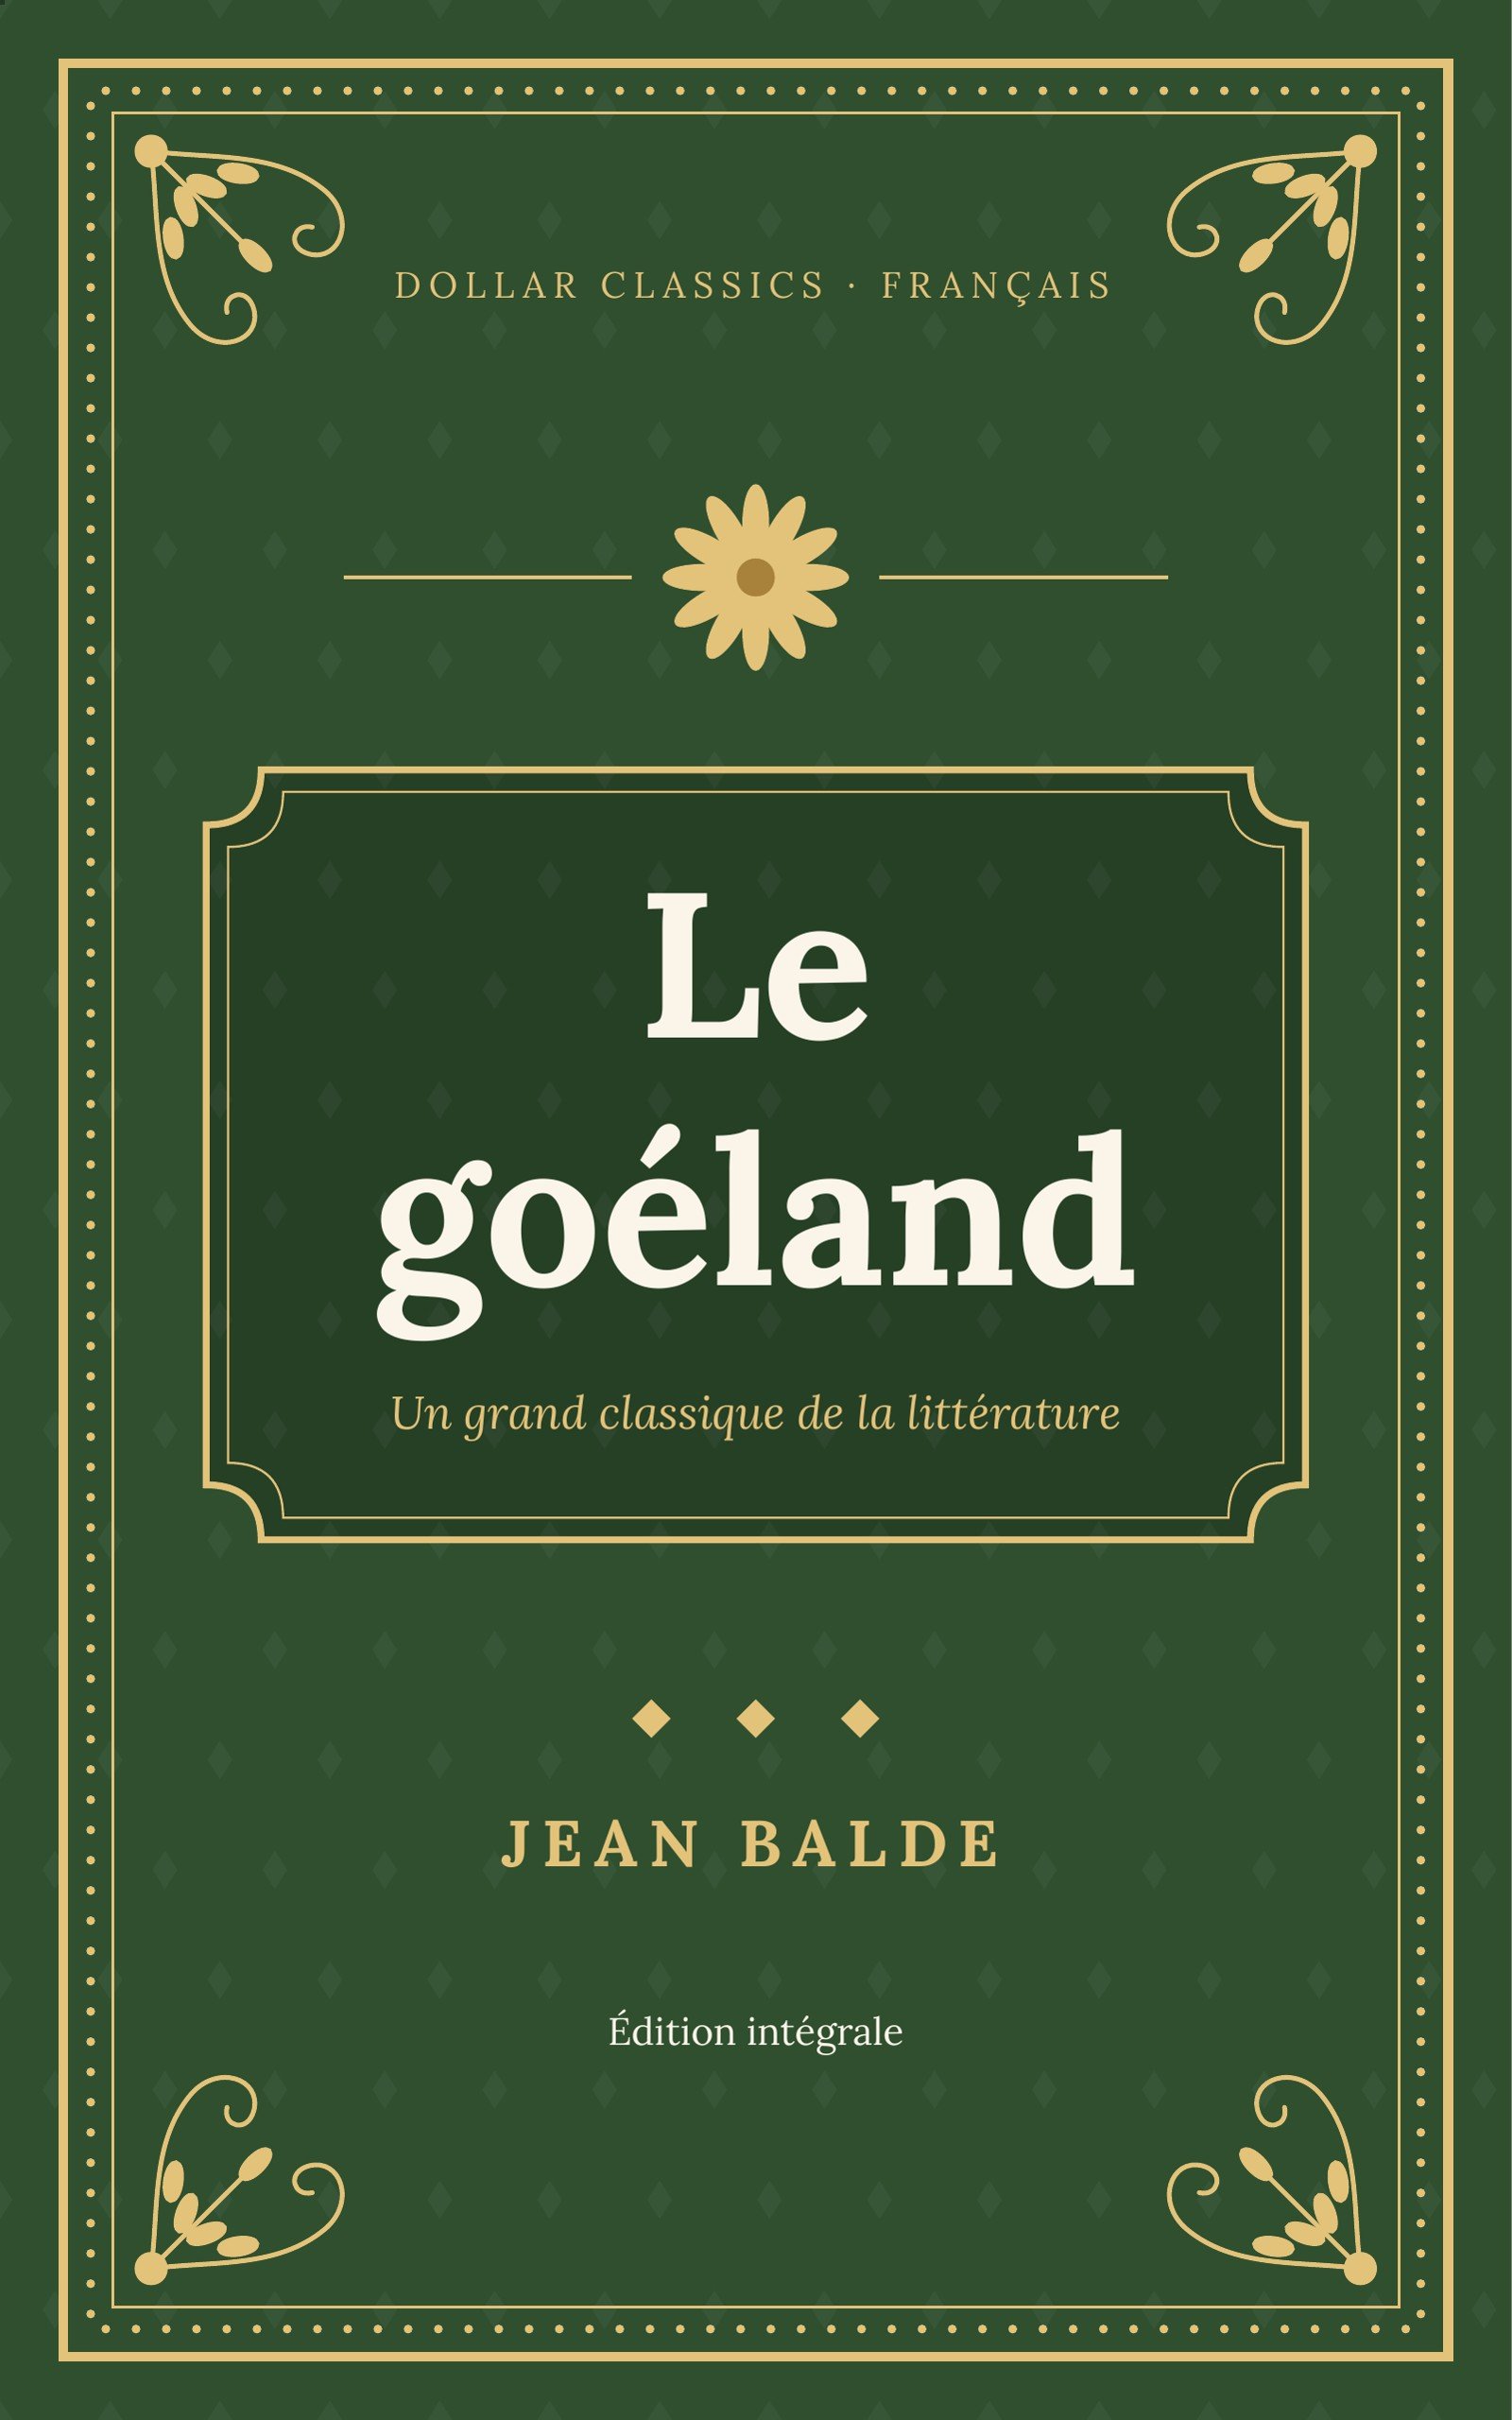 DOLLAR CLASSICS · FRANÇAIS
Le
goéland
Un grand classique de la littérature
JEAN BALDE
Édition intégrale